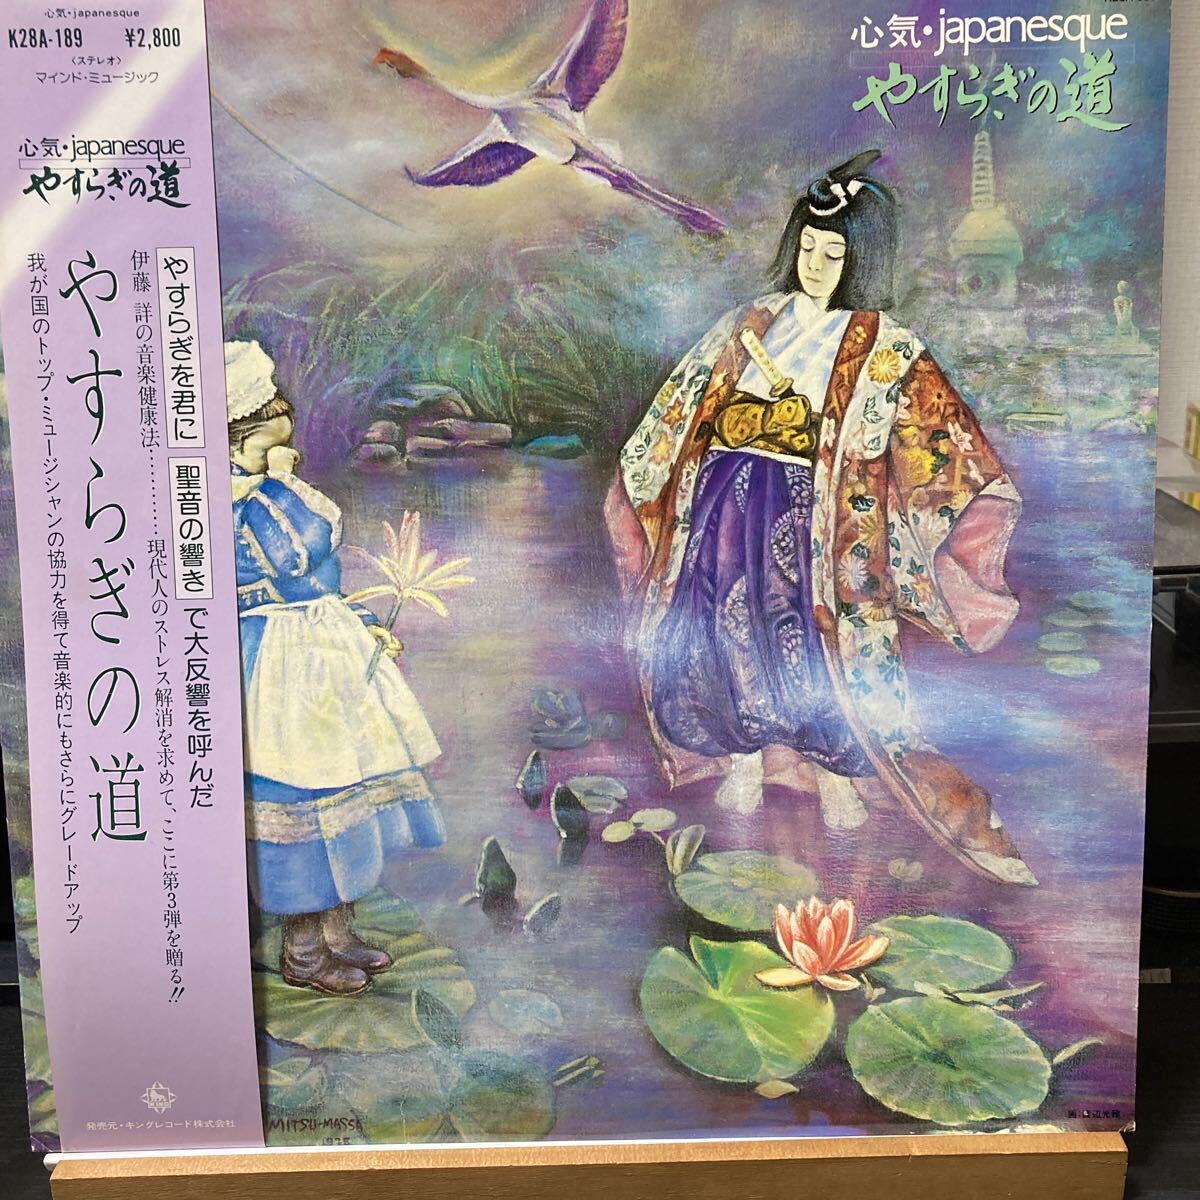 心気・japanesque
K28A-189 ¥2,800
〈ステレオ〉
マインド・ミュージック
心気・japanesque
やすらぎの道
やすらぎを君に 聖音の響き で大反響を呼んだ
伊藤 詳の音楽健康法…………現代人のストレス解消を求めて、ここに第3弾を贈る!!
やすらぎの道
我が国のトップ・ミュージシャンの協力を得て音楽的にもさらにグレードアップ
発売元・キングレコード株式会社
心気・japanesque
やすらぎの道
MITSU-MASSE